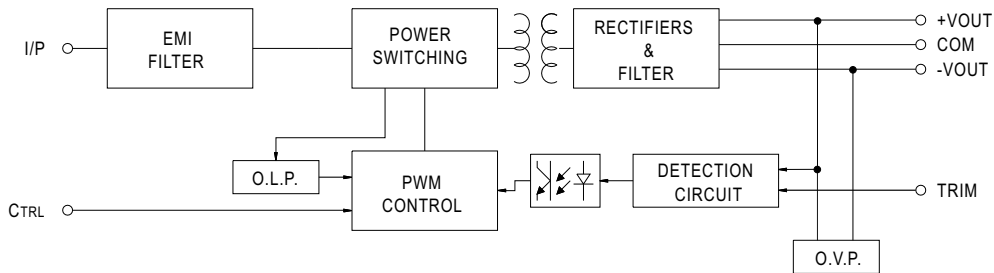 I/P
EMI
FILTER
POWER
SWITCHING
RECTIFIERS
&
FILTER
+VOUT
COM
-VOUT
O.L.P.
PWM
CONTROL
DETECTION
CIRCUIT
TRIM
CTRL
O.V.P.